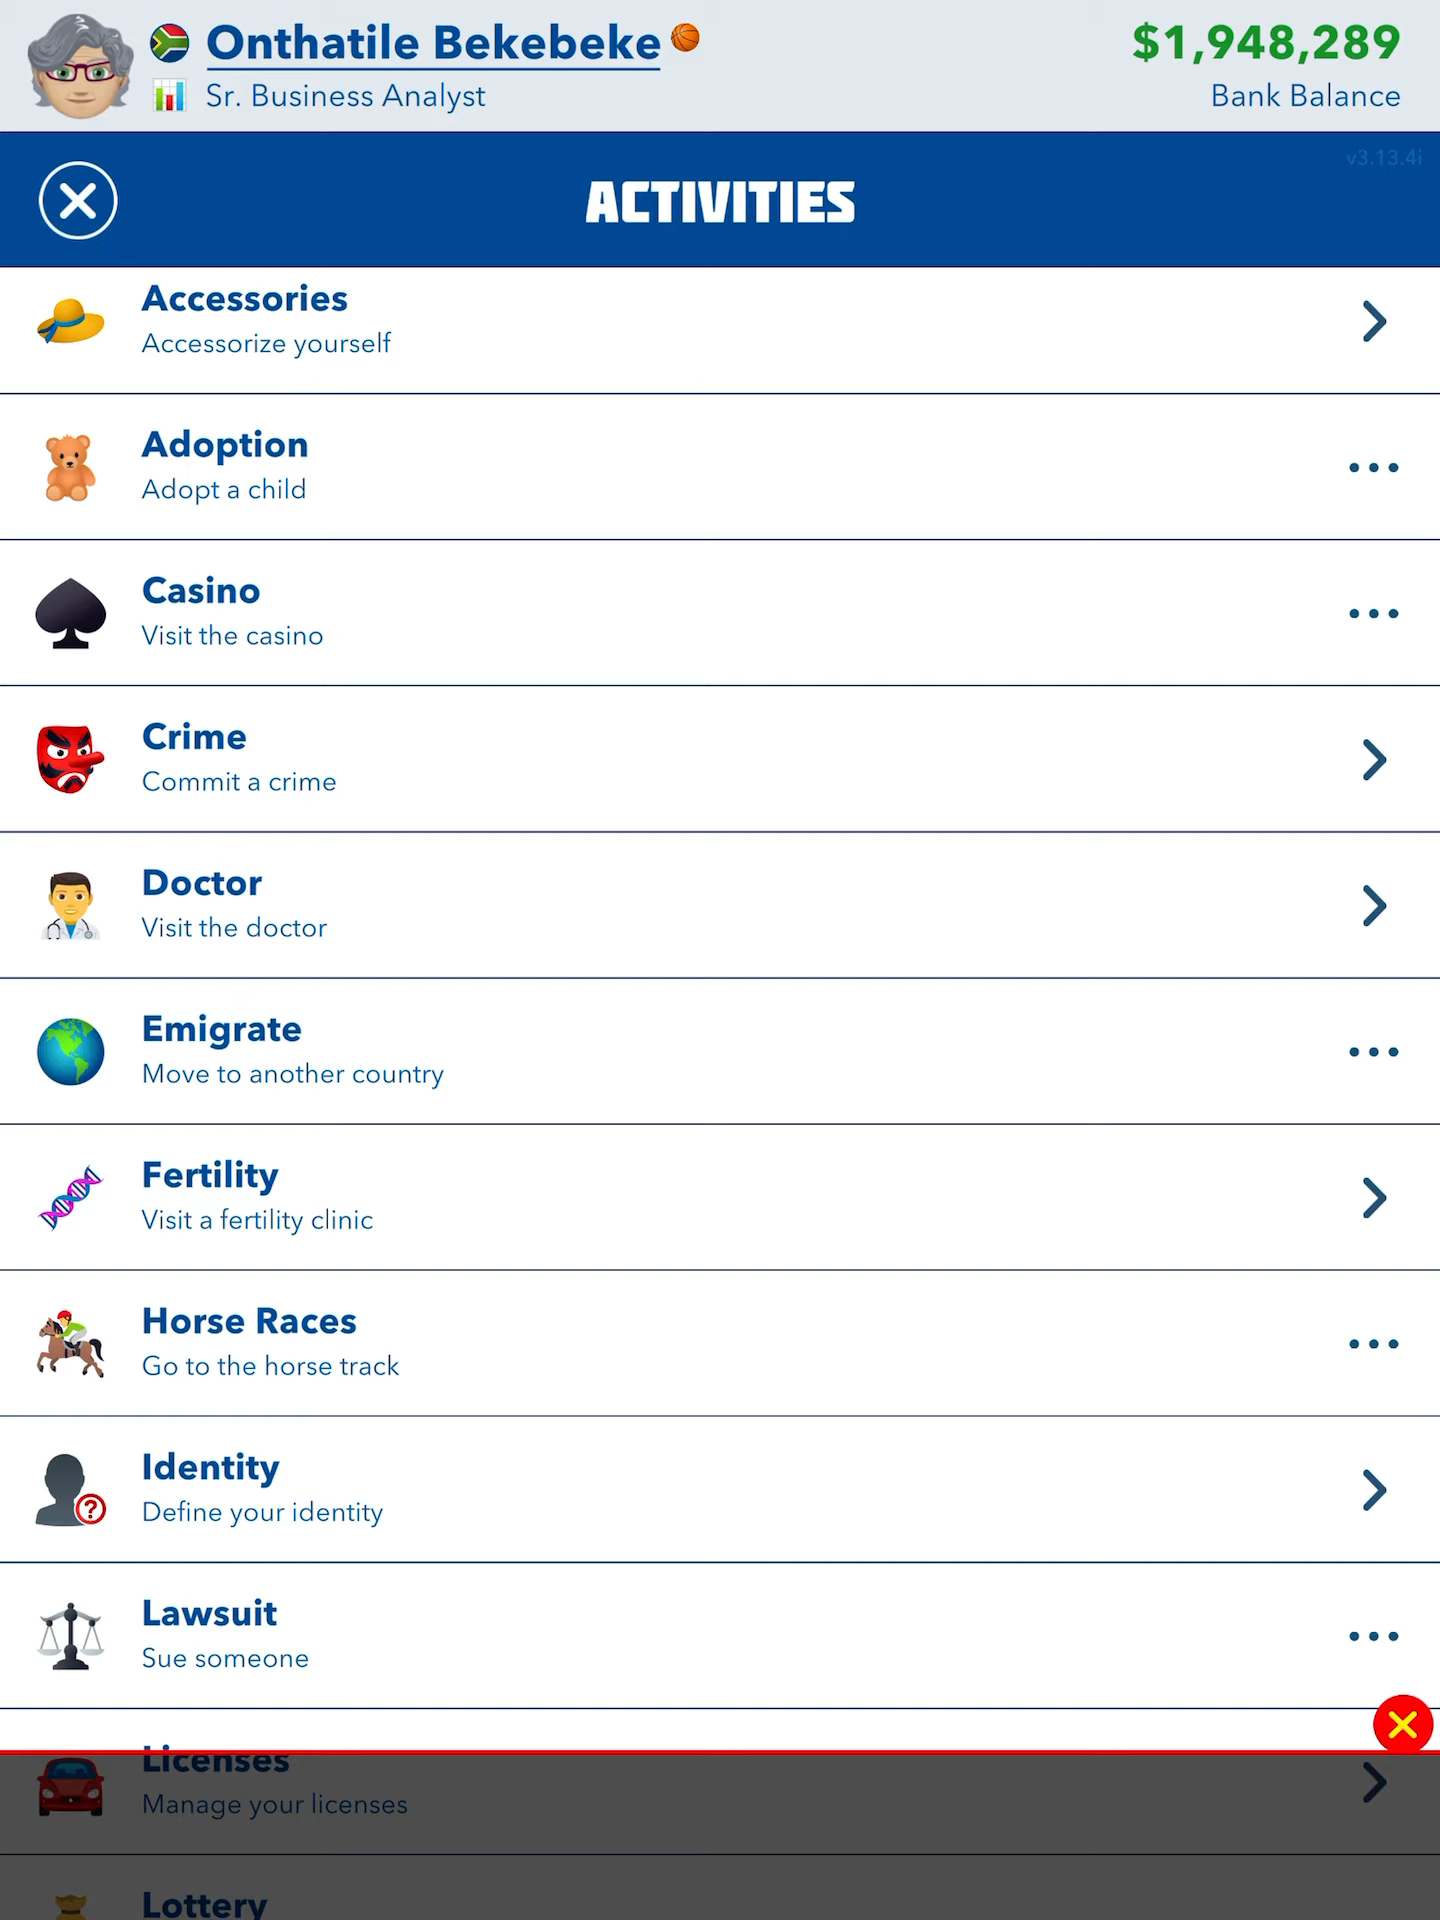 Onthatile Bekebeke
$1,948,289
Sr. Business Analyst
Bank Balance
v3.13.4i
ACTIVITIES
Accessories
Accessorize yourself
Adoption
Adopt a child
Casino
Visit the casino
Crime
Commit a crime
Doctor
Visit the doctor
Emigrate
Move to another country
Fertility
Visit a fertility clinic
Horse Races
Go to the horse track
Identity
Define your identity
Lawsuit
Sue someone
Licenses
Manage your licenses
Lottery